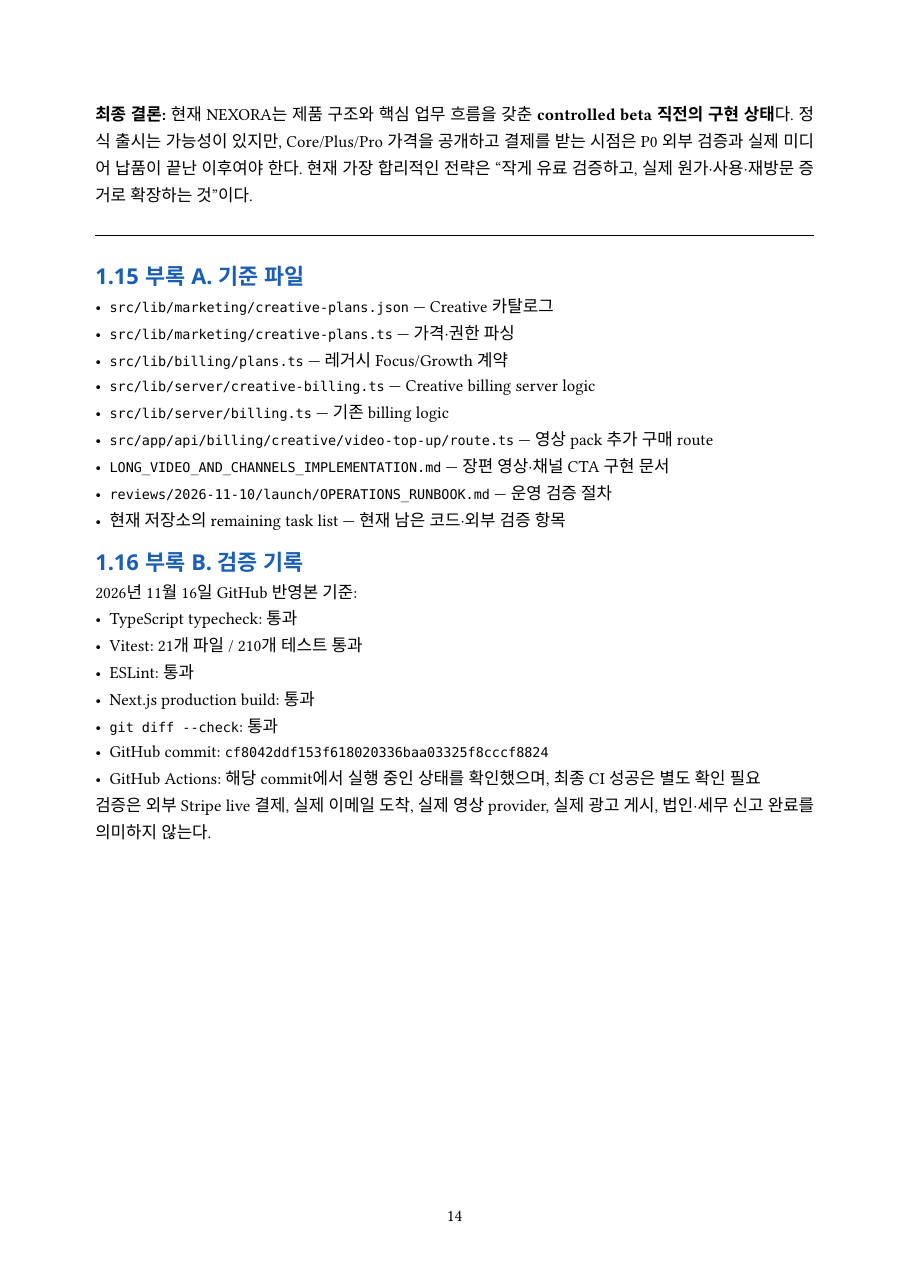 최종 결론: 현재 NEXORA는 제품 구조와 핵심 업무 흐름을 갖춘 controlled beta 직전의 구현 상태다. 정
식 출시는 가능성이 있지만, Core/Plus/Pro 가격을 공개하고 결제를 받는 시점은 P0 외부 검증과 실제 미디
어 납품이 끝난 이후여야 한다. 현재 가장 합리적인 전략은 “작게 유료 검증하고, 실제 원가·사용·재방문 증
거로 확장하는 것”이다.
1.15 부록 A. 기준 파일
• src/lib/marketing/creative-plans.json — Creative 카탈로그
• src/lib/marketing/creative-plans.ts — 가격·권한 파싱
• src/lib/billing/plans.ts — 레거시 Focus/Growth 계약
• src/lib/server/creative-billing.ts — Creative billing server logic
• src/lib/server/billing.ts — 기존 billing logic
• src/app/api/billing/creative/video-top-up/route.ts — 영상 pack 추가 구매 route
• LONG_VIDEO_AND_CHANNELS_IMPLEMENTATION.md — 장편 영상·채널 CTA 구현 문서
• reviews/2026-11-10/launch/OPERATIONS_RUNBOOK.md — 운영 검증 절차
• 현재 저장소의 remaining task list — 현재 남은 코드·외부 검증 항목
1.16 부록 B. 검증 기록
2026년 11월 16일 GitHub 반영본 기준:
• TypeScript typecheck: 통과
• Vitest: 21개 파일 / 210개 테스트 통과
• ESLint: 통과
• Next.js production build: 통과
• git diff --check: 통과
• GitHub commit: cf8042ddf153f618020336baa03325f8cccf8824
• GitHub Actions: 해당 commit에서 실행 중인 상태를 확인했으며, 최종 CI 성공은 별도 확인 필요
검증은 외부 Stripe live 결제, 실제 이메일 도착, 실제 영상 provider, 실제 광고 게시, 법인·세무 신고 완료를
의미하지 않는다.
14